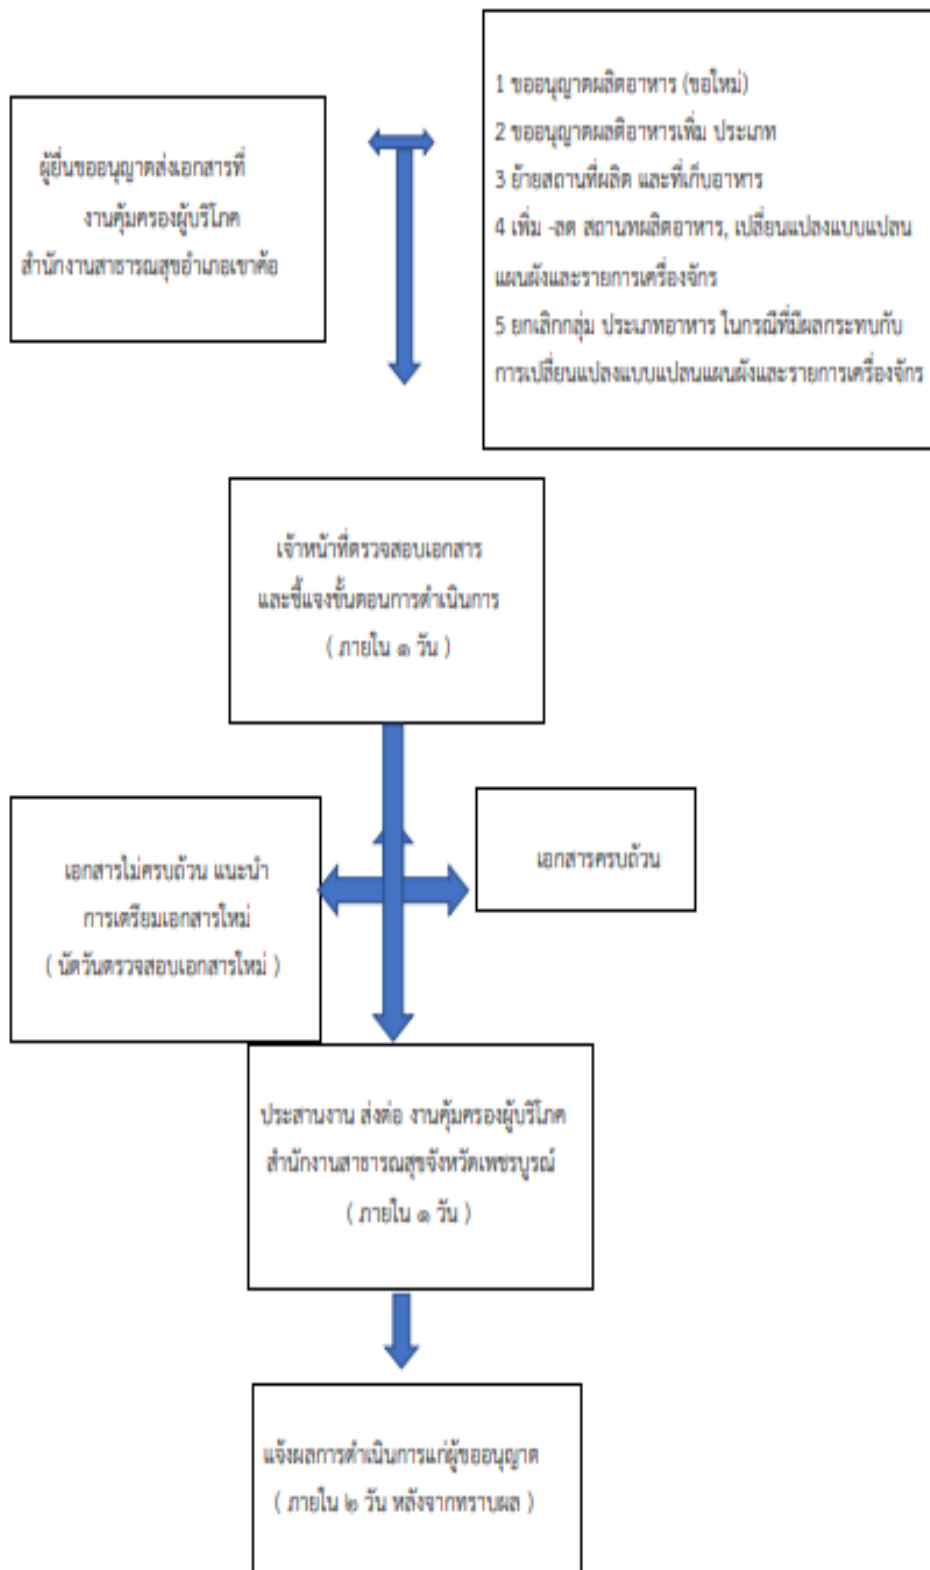 ผู้ยื่นขออนุญาตส่งเอกสารที่
งานคุ้มครองผู้บริโภค
สำนักงานสาธารณสุขอำเภอเขาค้อ
1 ขออนุญาตผลิตอาหาร (ขอใหม่)
2 ขออนุญาตผลติอาหารเพิ่ม ประเภท
3 ย้ายสถานที่ผลิต และที่เก็บอาหาร
4 เพิ่ม -ลด สถานทผลิตอาหาร, เปลี่ยนแปลงแบบแปลน
แผนผังและรายการเครื่องจักร
5 ยกเลิกกลุ่ม ประเภทอาหาร ในกรณีที่มีผลกระทบกับ
การเปลี่ยนแปลงแบบแปลนแผนผังและรายการเครื่องจักร
เจ้าหน้าที่ตรวจสอบเอกสาร
และชี้แจงขั้นตอนการดำเนินการ
( ภายใน ๑ วัน )
เอกสารไม่ครบถ้วน แนะนำ
การเตรียมเอกสารใหม่
( นัดวันตรวจสอบเอกสารใหม่ )
เอกสารครบถ้วน
ประสานงาน ส่งต่อ งานคุ้มครองผู้บริโภค
สำนักงานสาธารณสุขจังหวัดเพชรบูรณ์
( ภายใน ๑ วัน )
แจ้งผลการดำเนินการแก่ผู้ขออนุญาต
( ภายใน ๒ วัน หลังจากทราบผล )